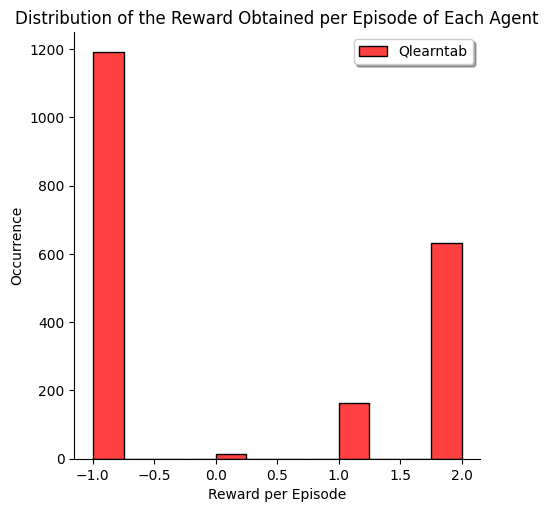 Distribution of the Reward Obtained per Episode of Each Agent
Qlearntab
1200
1000
800
600
400
200
0
Occurrence
−1.0 −0.5 0.0 0.5 1.0 1.5 2.0
Reward per Episode